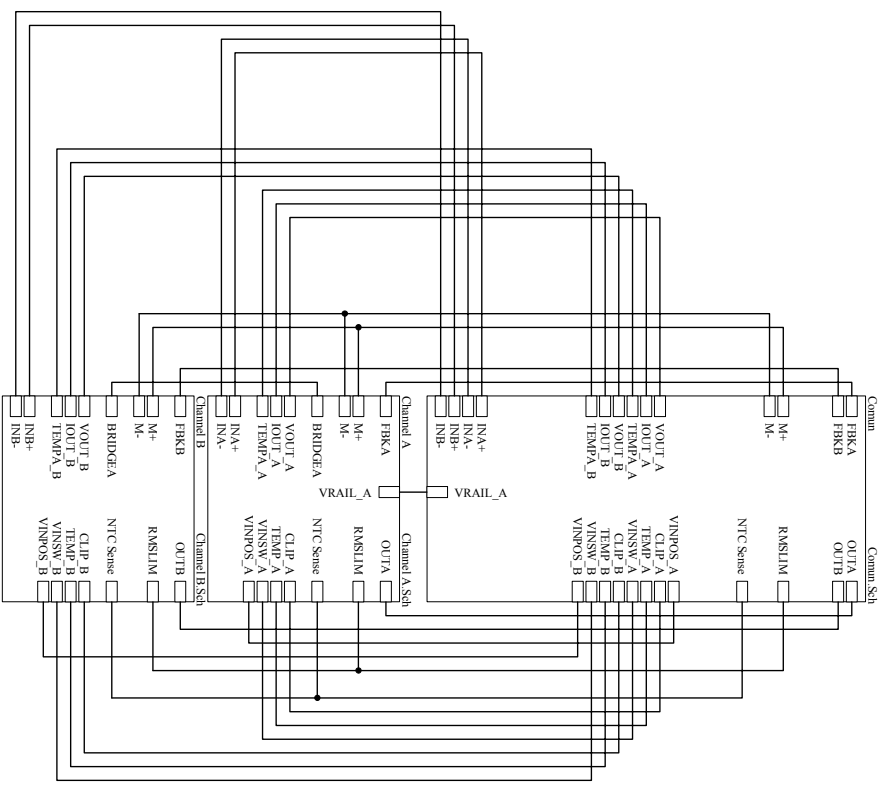 Channel B
INB-
INB+
TEMPA_B
IOUT_B
VOUT_B
BRIDGEA
M-
M+
FBKB
VINPOS_B
VINSW_B
TEMP_B
CLIP_B
NTC Sense
RMSLIM
OUTB
Channel B.Sch
Channel A
INA-
INA+
TEMPA_A
IOUT_A
VOUT_A
BRIDGEA
M-
M+
FBKA
VRAIL_A
VINPOS_A
VINSW_A
TEMP_A
CLIP_A
NTC Sense
RMSLIM
OUTA
Channel A.Sch
Comun
INB-
INB+
INA-
INA+
TEMPA_B
IOUT_B
VOUT_B
TEMPA_A
IOUT_A
VOUT_A
M-
M+
FBKB
FBKA
VRAIL_A
VINPOS_B
VINSW_B
TEMP_B
CLIP_B
VINSW_A
TEMP_A
CLIP_A
VINPOS_A
NTC Sense
RMSLIM
OUTB
OUTA
Comun.Sch